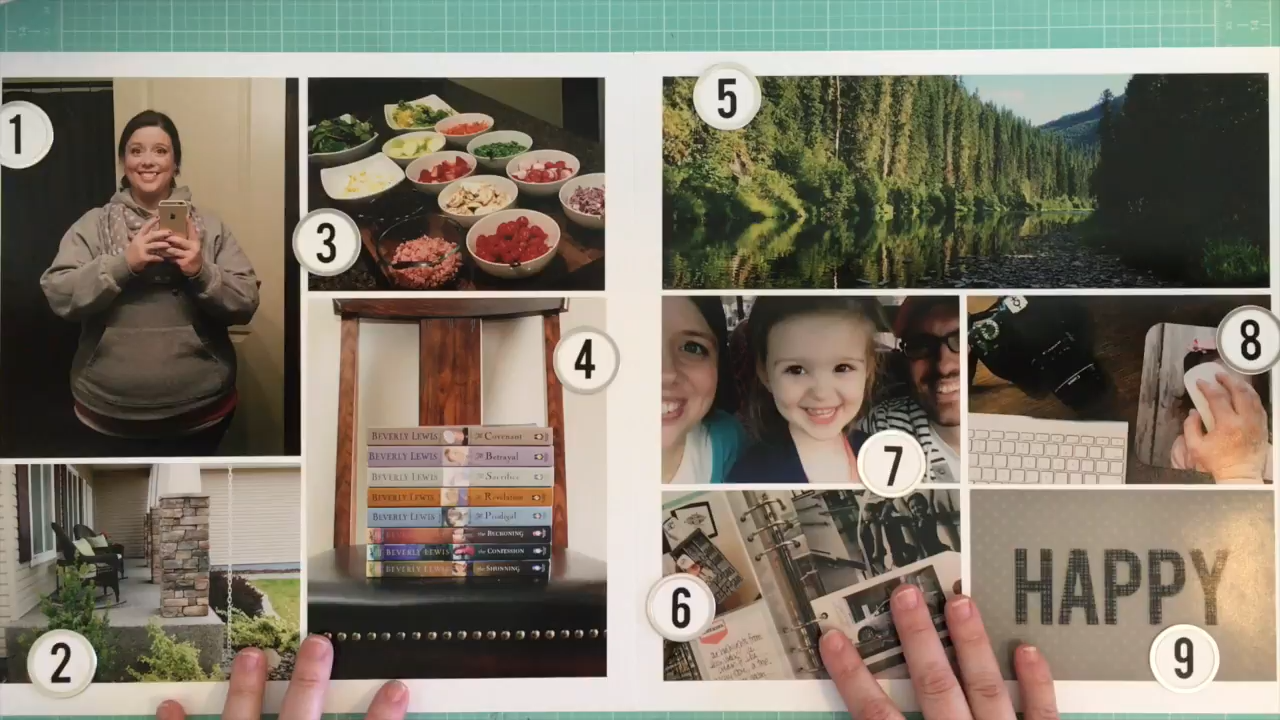 1
3
BEVERLY LEWIS The Covenant
BEVERLY LEWIS The Betrayal
BEVERLY LEWIS The Sacrifice
BEVERLY LEWIS The Revelation
BEVERLY LEWIS The Prodigal
the RECKONING
BEVERLY LEWIS the CONFESSION
BEVERLY LEWIS the SHUNNING
4
2
5
7
8
6
HAPPY
9